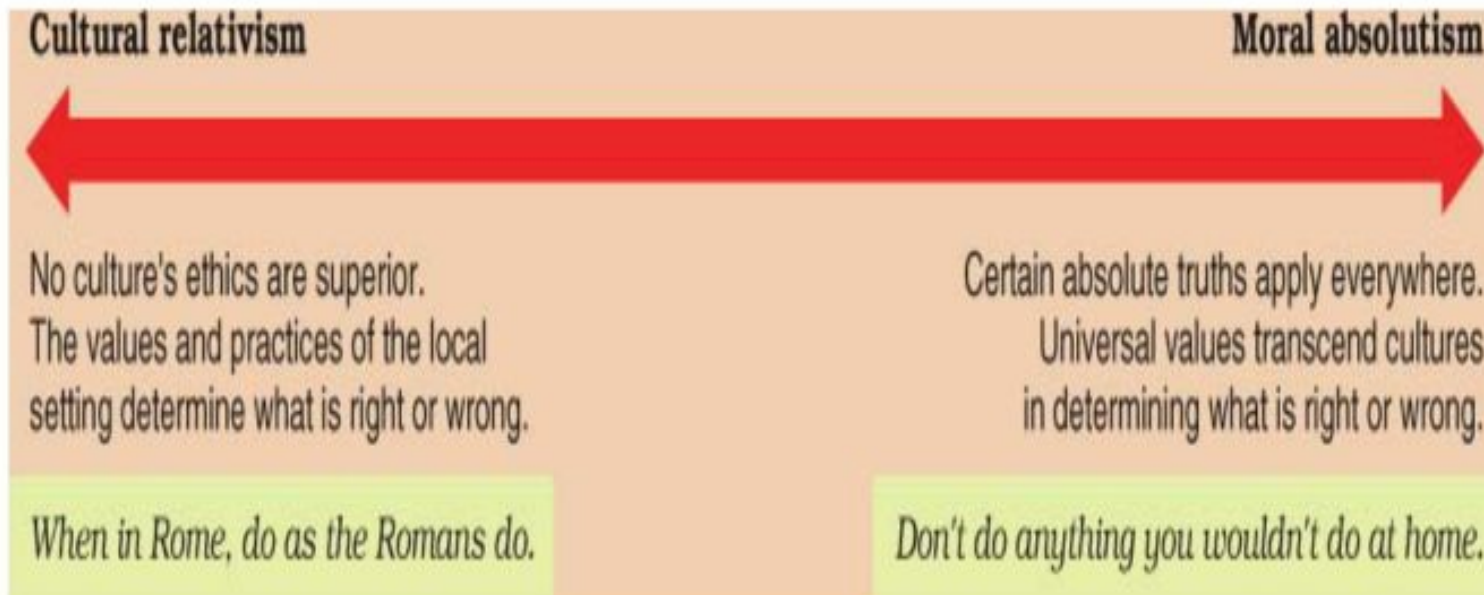 Cultural relativism
Moral absolutism
No culture's ethics are superior.
The values and practices of the local
setting determine what is right or wrong.
Certain absolute truths apply everywhere.
Universal values transcend cultures
in determining what is right or wrong.
When in Rome, do as the Romans do.
Don't do anything you wouldn't do at home.